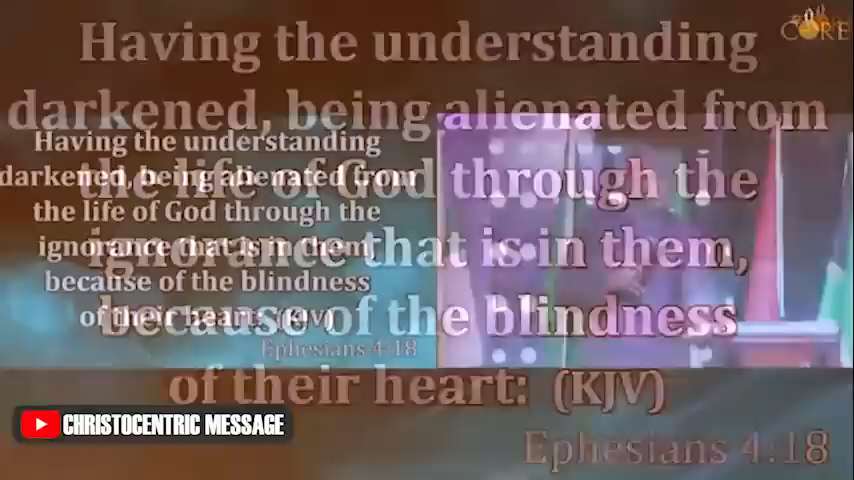 Having the understanding
darkened, being alienated from
the life of God through the
ignorance that is in them,
because of the blindness
of their heart: (KJV)
Ephesians 4:18
Having the understanding
darkened, being alienated from
the life of God through the
ignorance that is in them,
because of the blindness
of their heart: (KJV)
Ephesians 4:18
CORE
CHRISTOCENTRIC MESSAGE